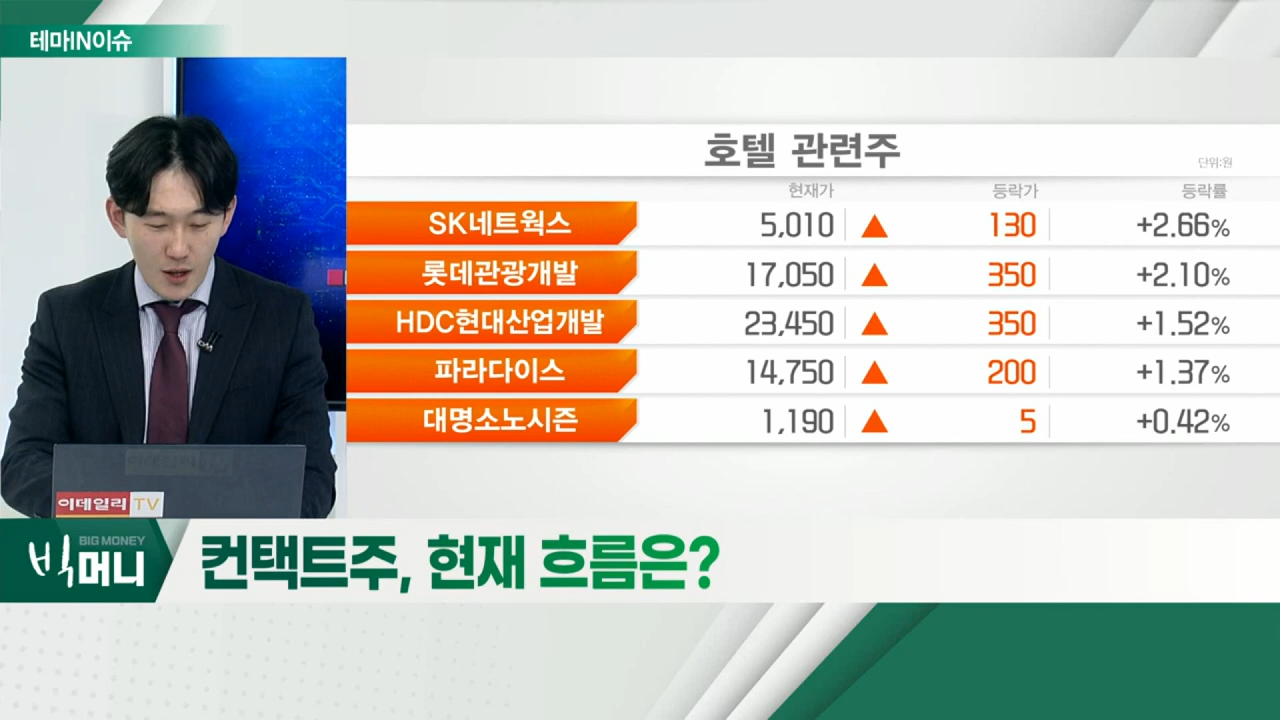 테마IN이슈
호텔 관련주
단위:원
현재가 등락가 등락률
SK네트웍스 5,010 ▲ 130 +2.66%
롯데관광개발 17,050 ▲ 350 +2.10%
HDC현대산업개발 23,450 ▲ 350 +1.52%
파라다이스 14,750 ▲ 200 +1.37%
대명소노시즌 1,190 ▲ 5 +0.42%
이데일리 TV
BIG MONEY
빅머니
컨택트주, 현재 흐름은?